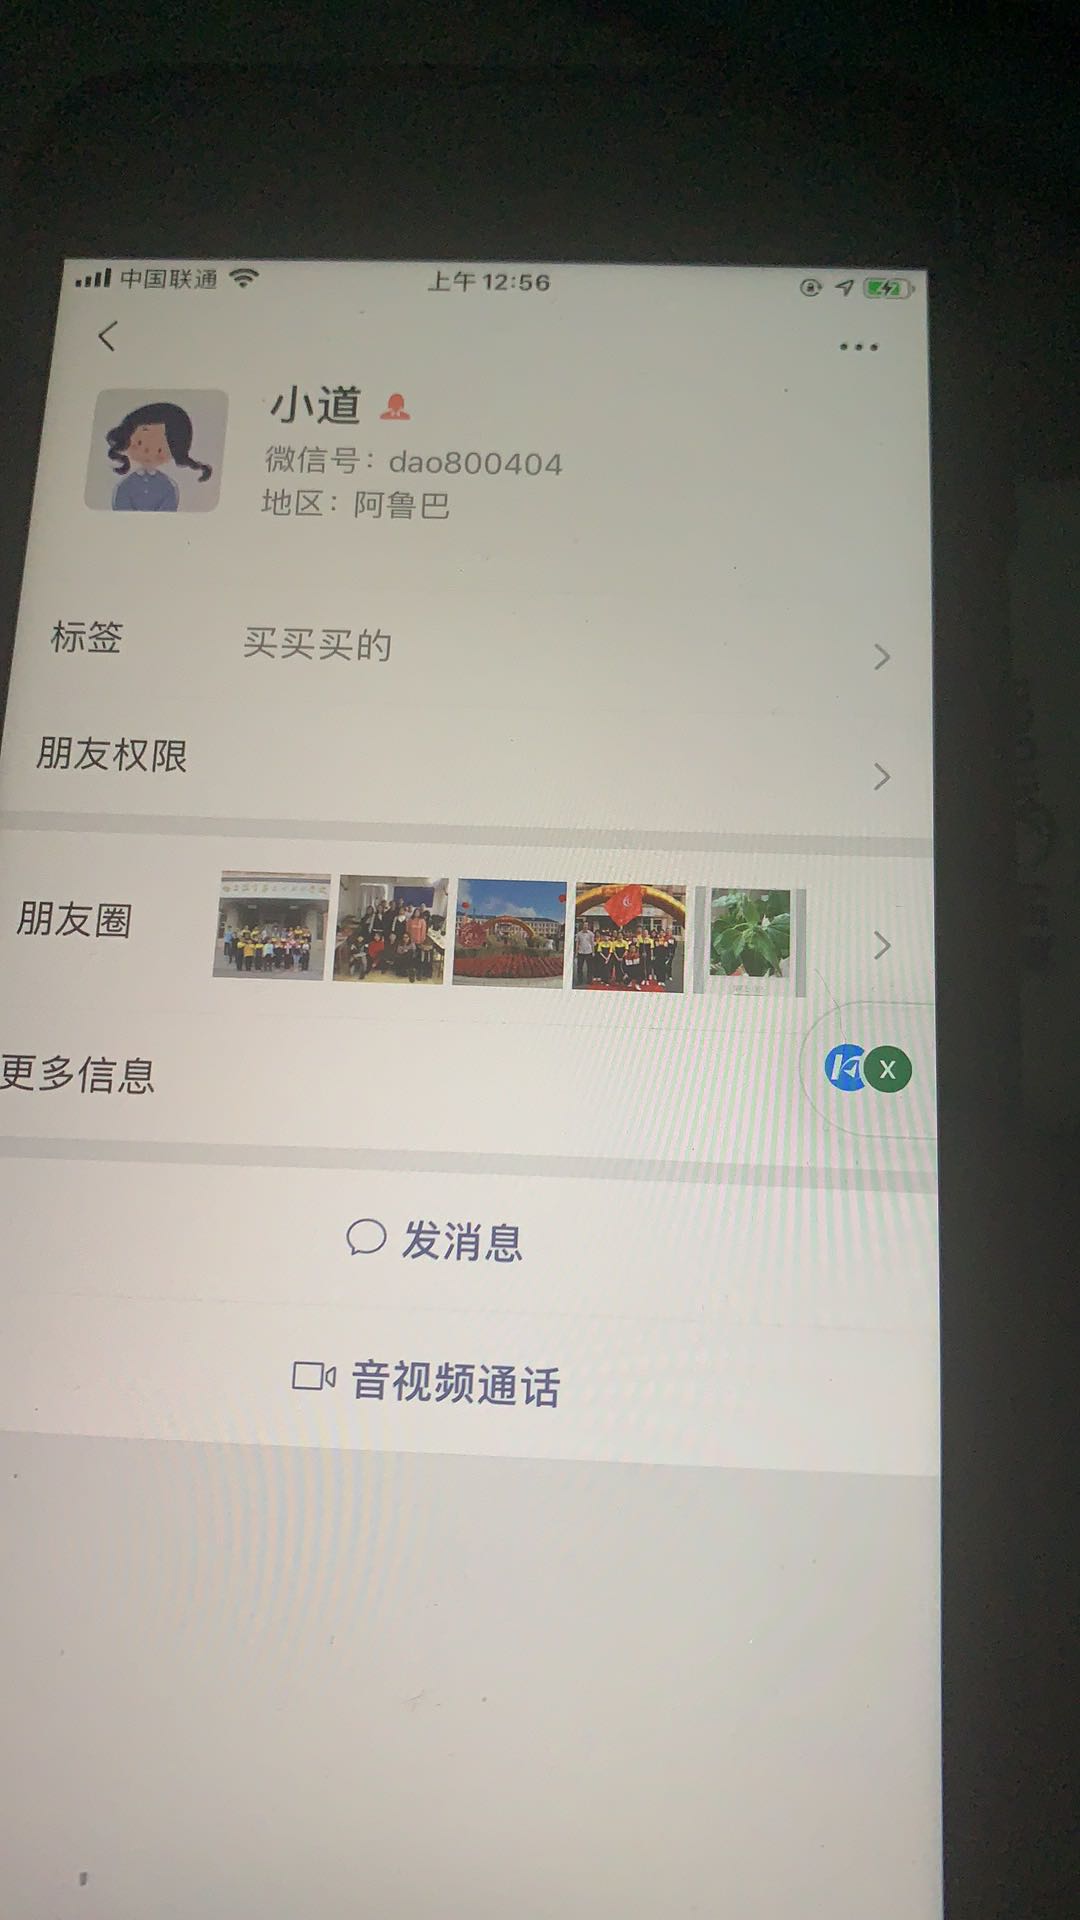 中国联通
上午12:56
小道
微信号：dao800404
地区：阿鲁巴
标签
买买买的
朋友权限
朋友圈
更多信息
X
发消息
音视频通话